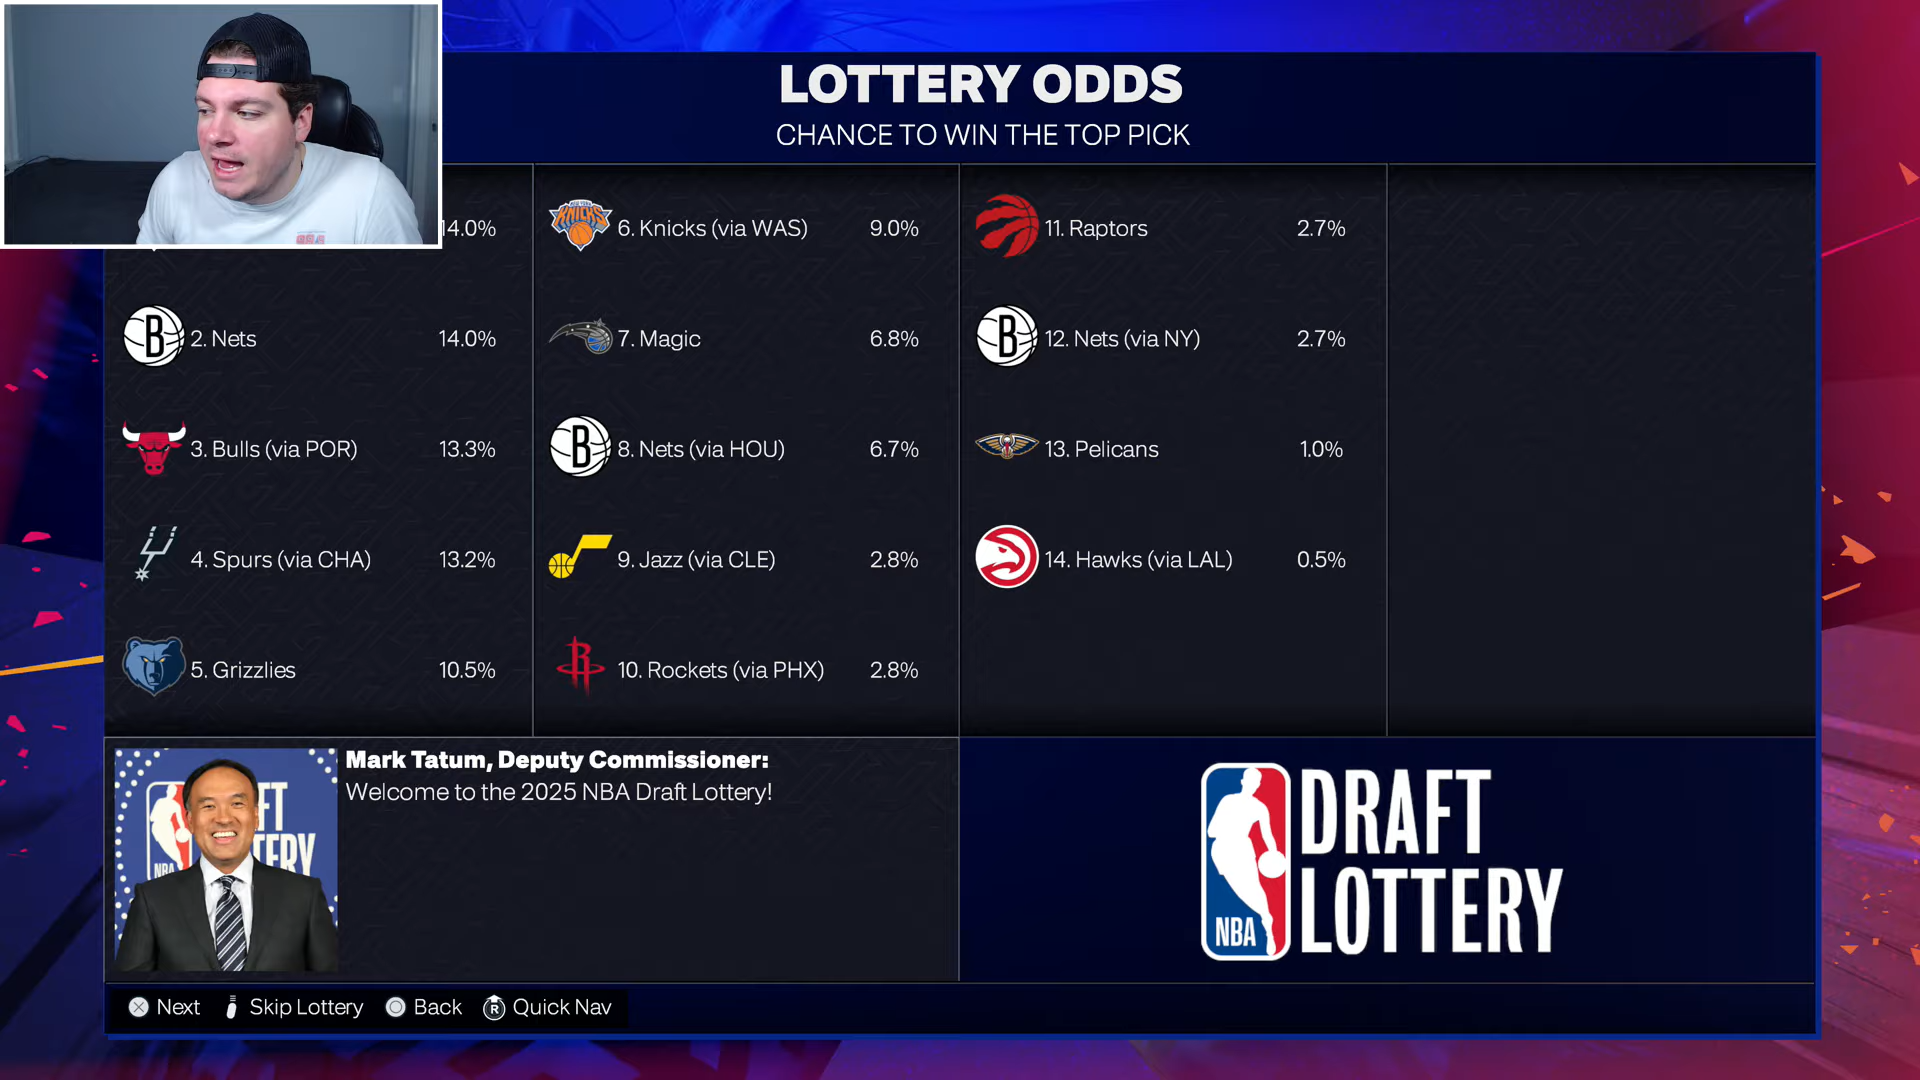 LOTTERY ODDS
CHANCE TO WIN THE TOP PICK
14.0%
2. Nets 14.0%
3. Bulls (via POR) 13.3%
4. Spurs (via CHA) 13.2%
5. Grizzlies 10.5%
KNICKS
6. Knicks (via WAS) 9.0%
7. Magic 6.8%
B
8. Nets (via HOU) 6.7%
9. Jazz (via CLE) 2.8%
R
10. Rockets (via PHX) 2.8%
11. Raptors 2.7%
B
12. Nets (via NY) 2.7%
13. Pelicans 1.0%
14. Hawks (via LAL) 0.5%
B
Mark Tatum, Deputy Commissioner:
Welcome to the 2025 NBA Draft Lottery!
NBA
FT
TERY
NBA
DRAFT
LOTTERY
Next Skip Lottery Back R Quick Nav